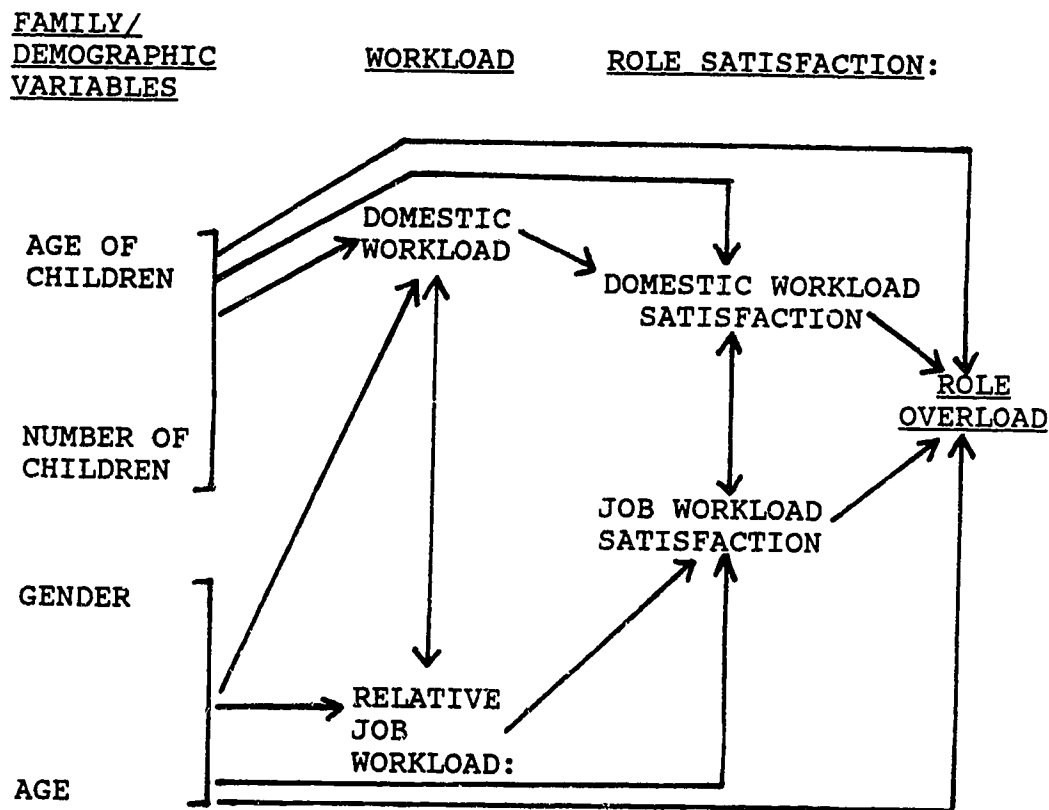 FAMILY/
DEMOGRAPHIC
VARIABLES
WORKLOAD
ROLE SATISFACTION:
AGE OF
CHILDREN
NUMBER OF
CHILDREN
GENDER
AGE
DOMESTIC
WORKLOAD
RELATIVE
JOB
WORKLOAD:
DOMESTIC WORKLOAD
SATISFACTION
JOB WORKLOAD
SATISFACTION
ROLE
OVERLOAD